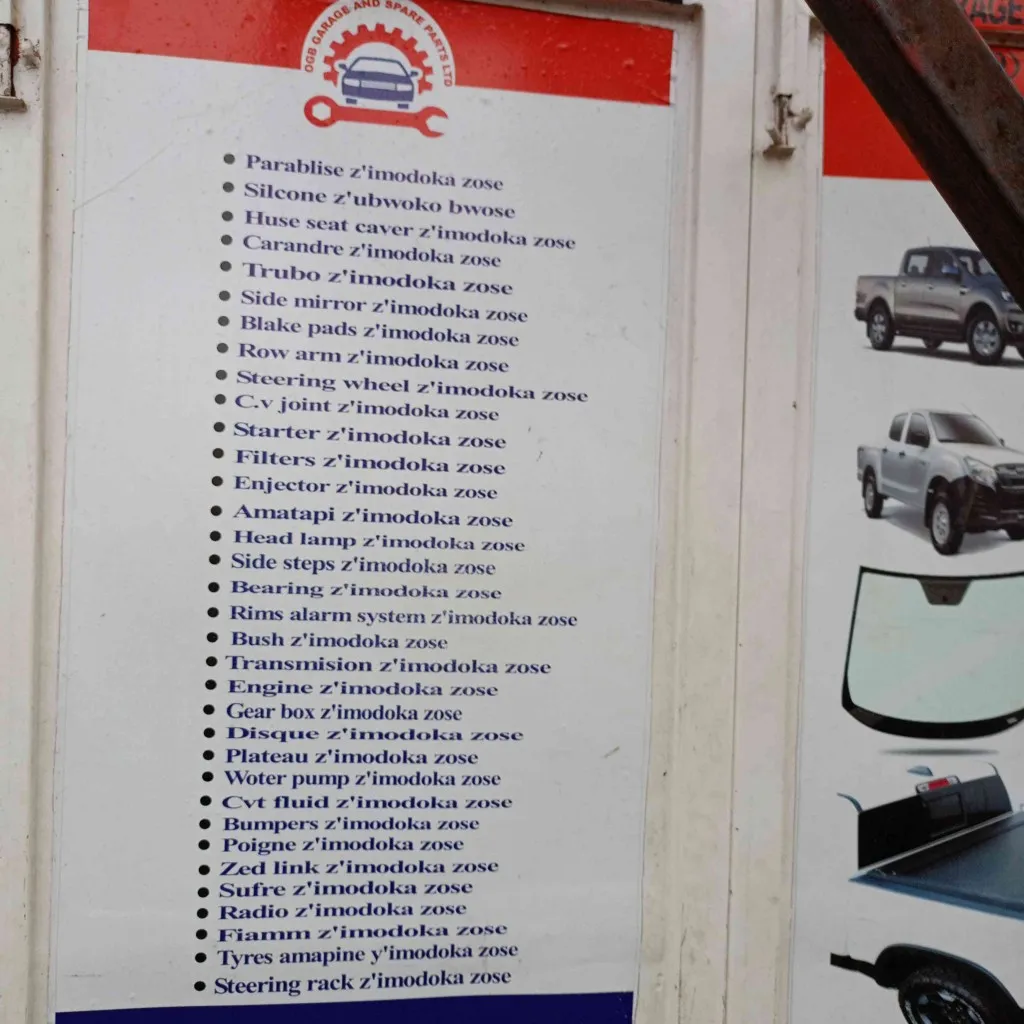 OGB GARAGE AND SPARE PARTS LTD
• Parablise z'imodoka zose
• Silcone z'ubwoko bwose
• Huse seat caver z'imodoka zose
• Carandre z'imodoka zose
• Trubo z'imodoka zose
• Side mirror z'imodoka zose
• Blake pads z'imodoka zose
• Row arm z'imodoka zose
• Steering wheel z'imodoka zose
• C.v joint z'imodoka zose
• Starter z'imodoka zose
• Filters z'imodoka zose
• Enjector z'imodoka zose
• Amatapi z'imodoka zose
• Head lamp z'imodoka zose
• Side steps z'imodoka zose
• Bearing z'imodoka zose
• Rims alarm system z'imodoka zose
• Bush z'imodoka zose
• Transmision z'imodoka zose
• Engine z'imodoka zose
• Gear box z'imodoka zose
• Disque z'imodoka zose
• Plateau z'imodoka zose
• Woter pump z'imodoka zose
• Cvt fluid z'imodoka zose
• Bumpers z'imodoka zose
• Poigne z'imodoka zose
• Zed link z'imodoka zose
• Sufre z'imodoka zose
• Radio z'imodoka zose
• Fiamm z'imodoka zose
• Tyres amapine y'imodoka zose
• Steering rack z'imodoka zose